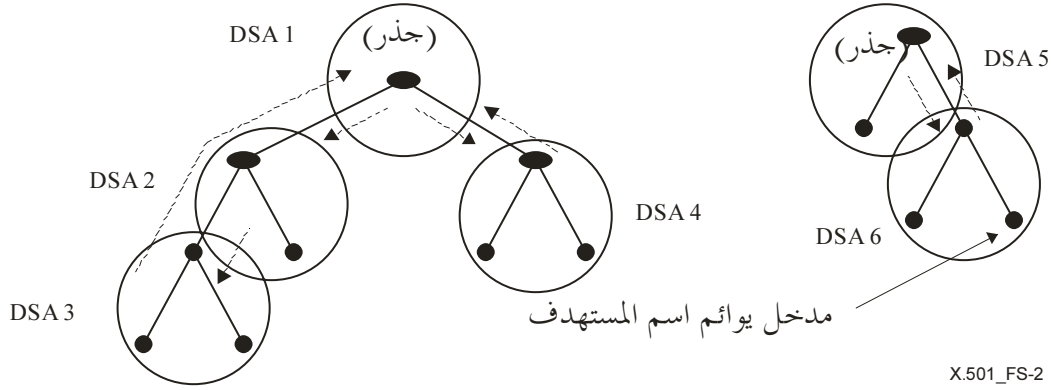 DSA 1
(جذر)
(جذر)
DSA 5
DSA 2
DSA 4
DSA 6
DSA 3
مدخل يوائم اسم المستهدف
X.501_FS-2